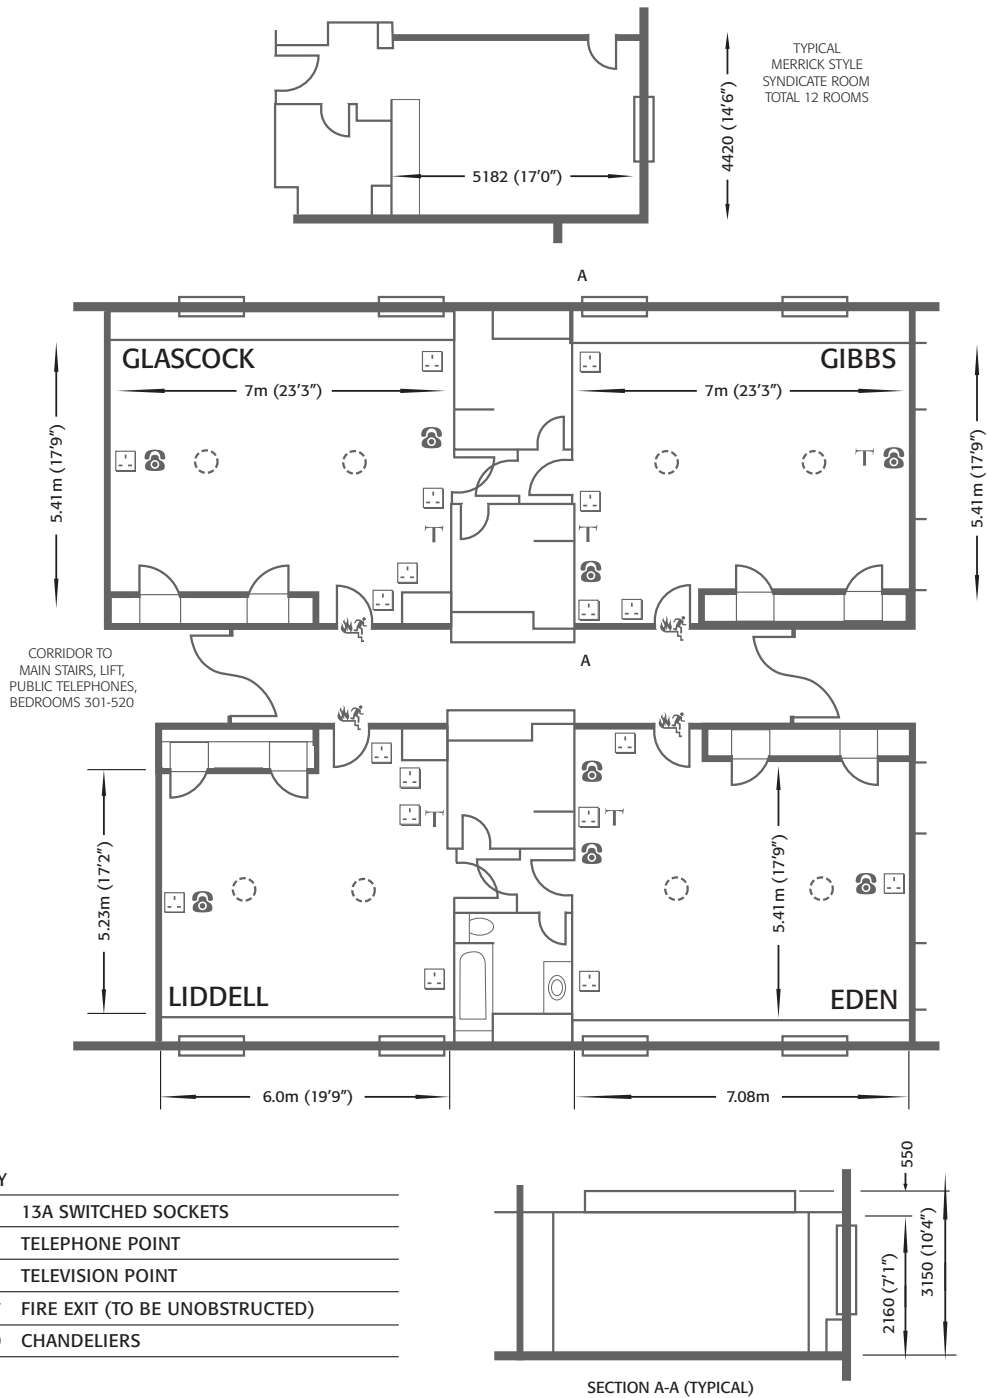 TYPICAL
MERRICK STYLE
SYNDICATE ROOM
TOTAL 12 ROOMS
4420 (14'6")
5182 (17'0")
A
GLASCOCK
GIBBS
7m (23'3")
7m (23'3")
5.41m (17'9")
5.41m (17'9")
T
T
T
CORRIDOR TO
MAIN STAIRS, LIFT,
PUBLIC TELEPHONES,
BEDROOMS 301-520
A
T
T
5.23m (17'2")
5.41m (17'9")
LIDDELL
EDEN
6.0m (19'9")
7.08m
Y
13A SWITCHED SOCKETS
TELEPHONE POINT
TELEVISION POINT
FIRE EXIT (TO BE UNOBSTRUCTED)
CHANDELIERS
550
2160 (7'1")
3150 (10'4")
SECTION A-A (TYPICAL)